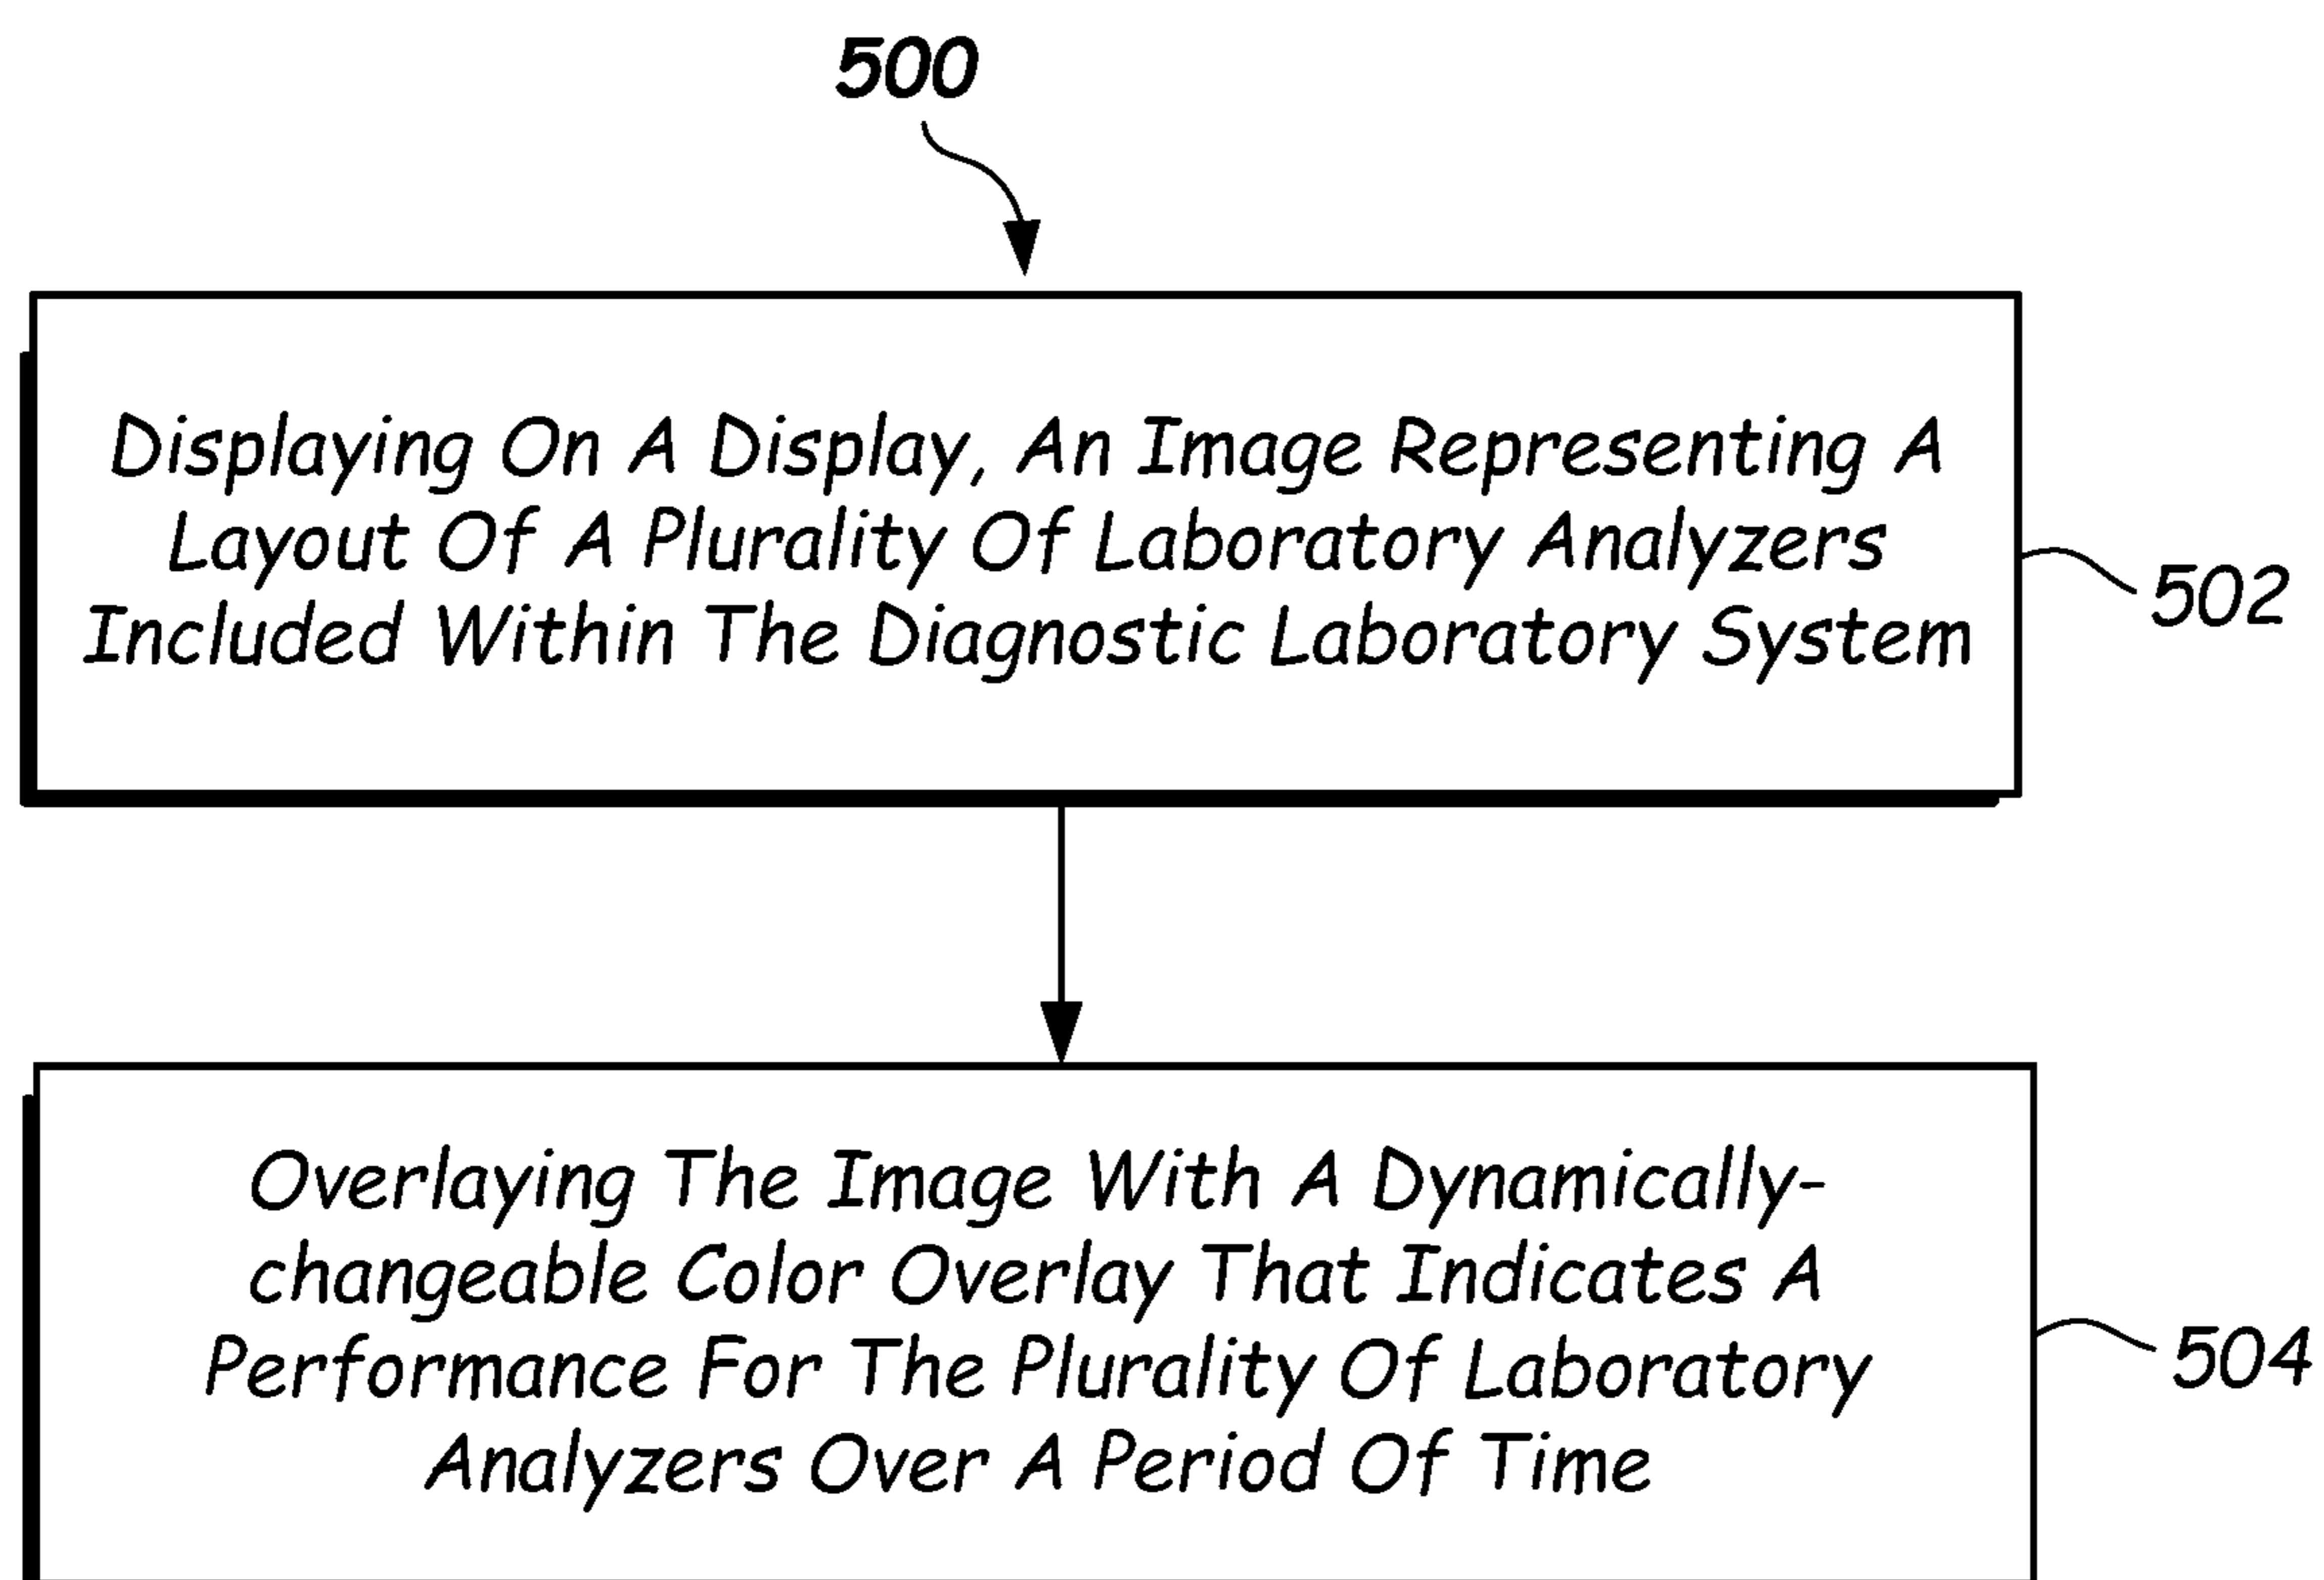 500
Displaying On A Display, An Image Representing A
Layout Of A Plurality Of Laboratory Analyzers
Included Within The Diagnostic Laboratory System
502
Overlaying The Image With A Dynamically-
changeable Color Overlay That Indicates A
Performance For The Plurality Of Laboratory
Analyzers Over A Period Of Time
504